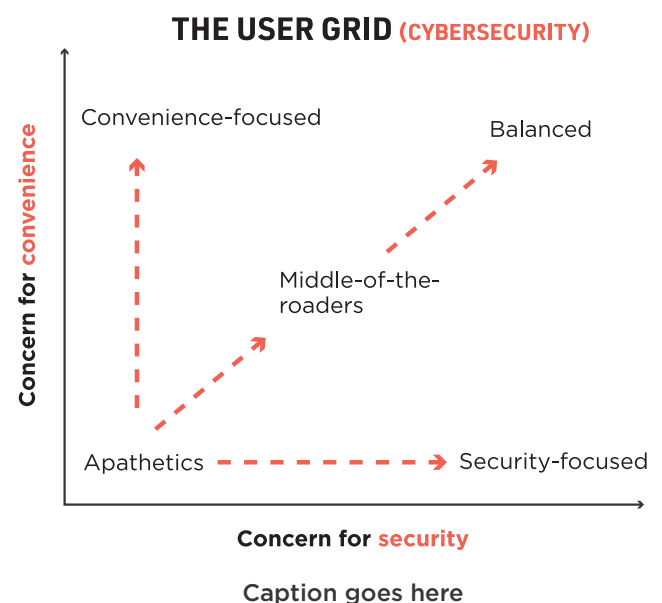 THE USER GRID (CYBERSECURITY)
Convenience-focused
Balanced
Concern for convenience
Middle-of-the-
roaders
Apathetics
Security-focused
Concern for security
Caption goes here